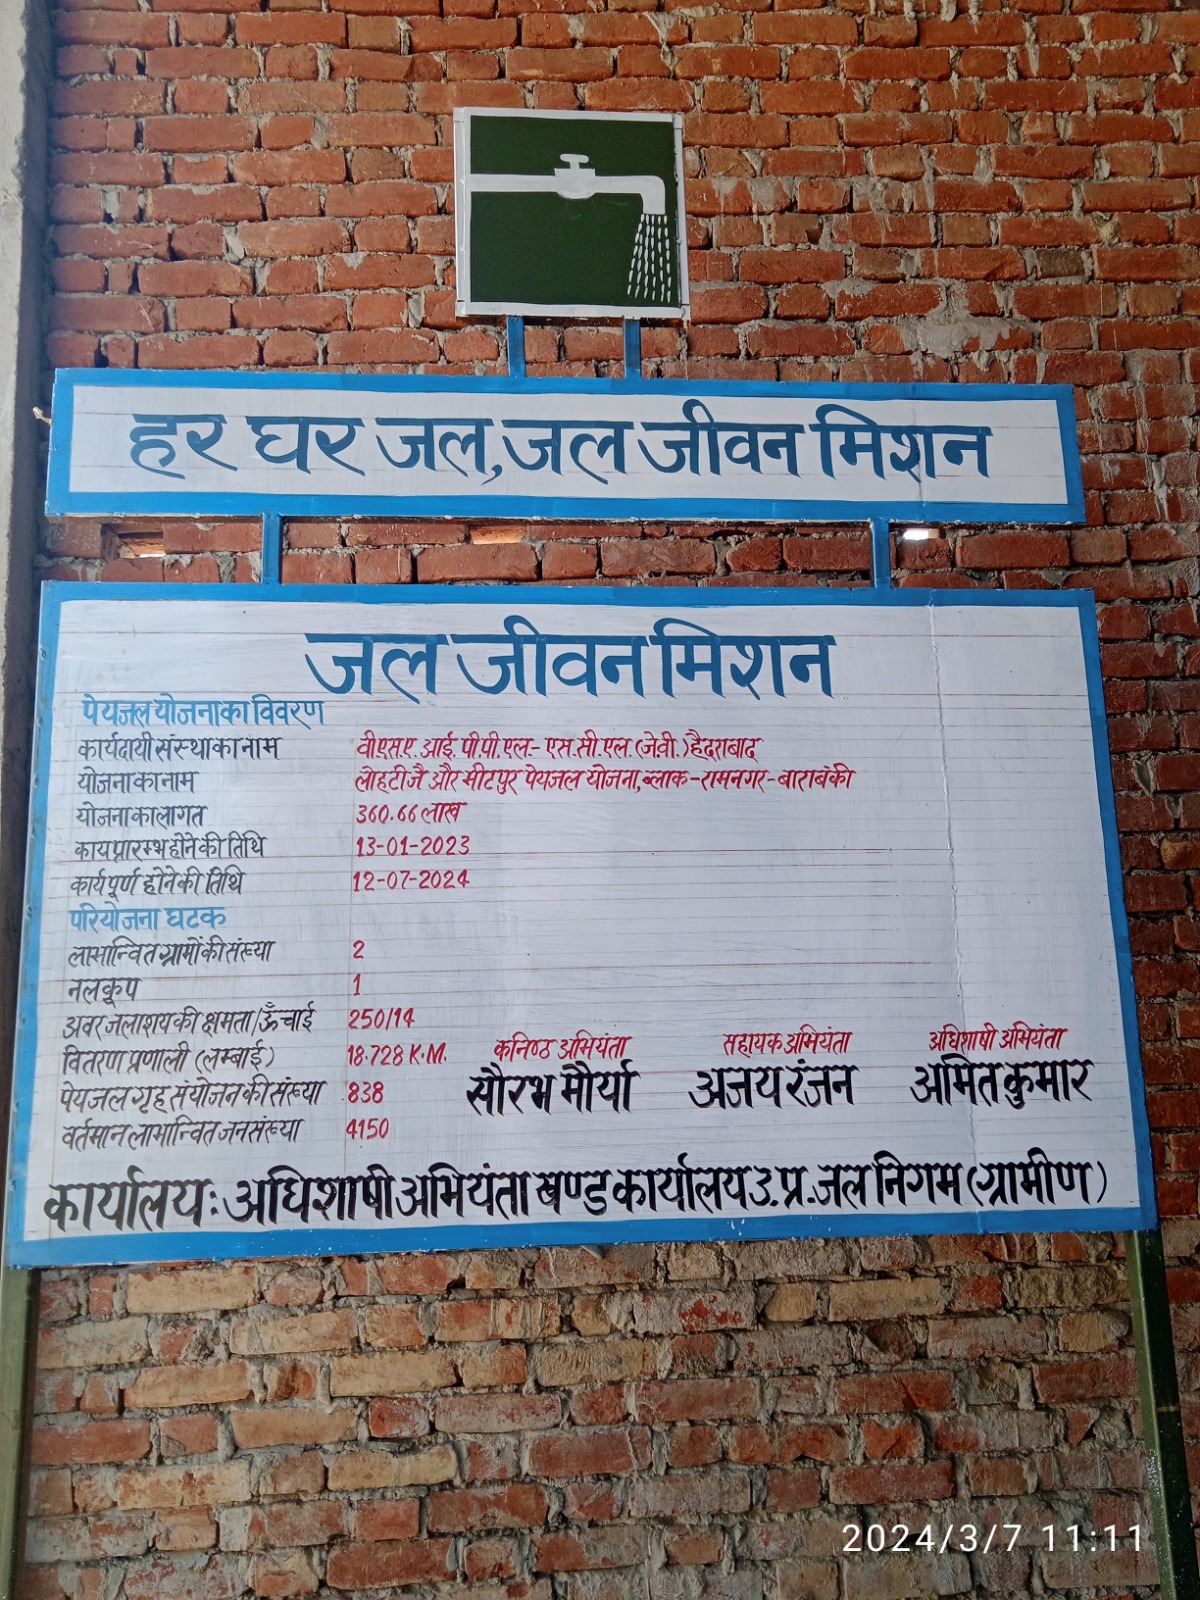 हर घर जल, जल जीवन मिशन
जल जीवन मिशन
पेयजल योजना का विवरण
कार्यदायी संस्था का नाम वी.एस.ए. आई.पी.पी.एल.- एस.सी.एल. (जे.वी.) हैदराबाद
योजना का नाम लोहटी जै और मीटपुर पेयजल योजना, ब्लाक-रामनगर-बाराबंकी
योजना का लागत 360.66 लाख
काय प्रारम्भ होने की तिथि 13-01-2023
कार्य पूर्ण होने की तिथि 12-07-2024
परियोजना घटक
लाभान्वित ग्रामों की संख्या 2
नलकूप 1
अवर जलाशय की क्षमता/ऊँचाई 250/14
वितरण प्रणाली (लम्बाई) 18.728 K.M.
पेयजल गृह संयोजन की संख्या 838
वर्तमान लाभान्वित जनसंख्या 4150
कनिष्ठ अभियंता सहायक अभियंता अधिशाषी अभियंता
सौरभ मौर्या अजय रंजन अमित कुमार
कार्यालय: अधिशाषी अभियंता खण्ड कार्यालय उ.प्र. जल निगम (ग्रामीण)
2024/3/7 11:11